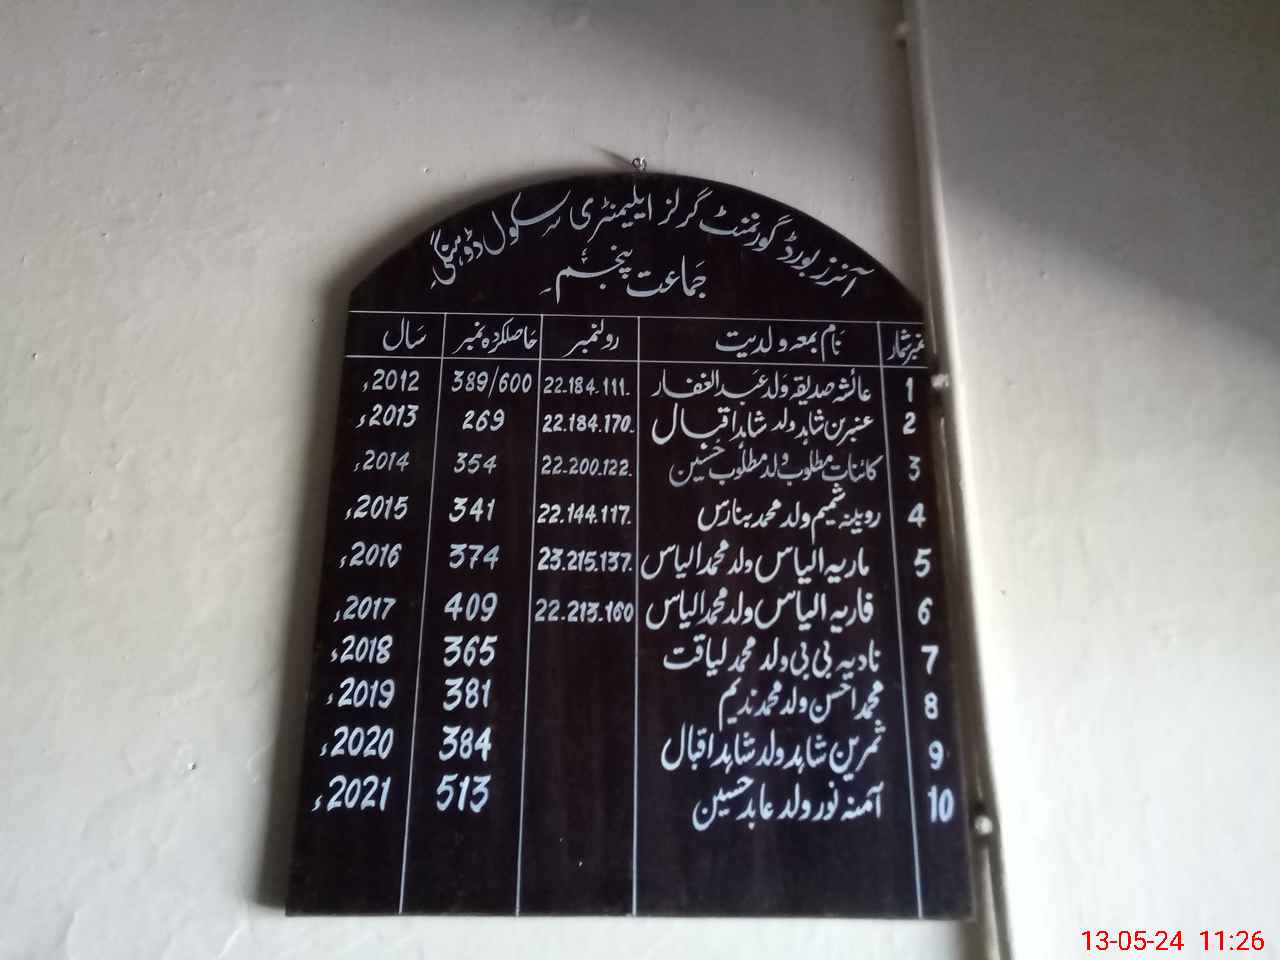 آنرز بورڈ گورنمنٹ گرلز ایلیمنٹری سکول ڈوہنگی
جماعت پنجم۔
نمبر شمار نام بمعہ ولدیت رولنمبر حاصلکردہ نمبر سال
1 عائشہ صدیقہ ولد عبدالغفار 22.184.111. 389/600 2012ء
2 عنبرین شاہد ولد شاہد اقبال 22.184.170. 269 2013ء
3 کائنات مطلوب ولد مطلوب حسین 22.200.122. 354 2014ء
4 روبینہ شمیم ولد محمد بنارس 22.144.117. 341 2015ء
5 ماریہ الیاس ولد محمد الیاس 23.215.137. 374 2016ء
6 فاریہ الیاس ولد محمد الیاس 22.213.160 409 2017ء
7 نادیہ بی بی ولد محمد لیاقت 365 2018ء
8 محمد احسن ولد محمد ندیم 381 2019ء
9 ثمرین شاہد ولد شاہد اقبال 384 2020ء
10 آمنہ نور ولد عابد حسین 513 2021ء
13-05-24 11:26